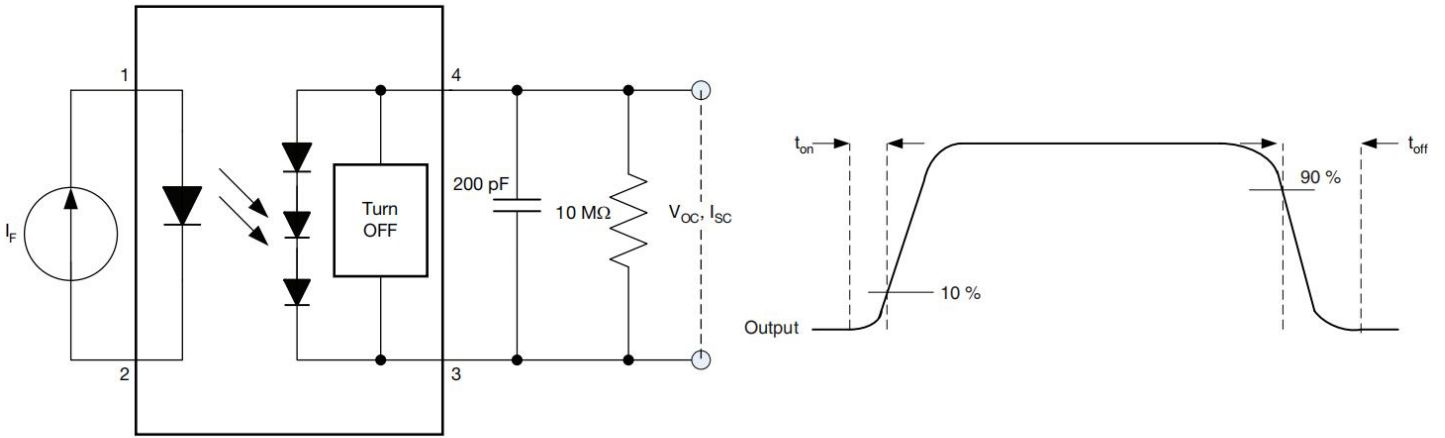 1
4
I_F
Turn
OFF
200 pF
10 MΩ
V_OC, I_SC
2
3
t_on
t_off
90 %
10 %
Output